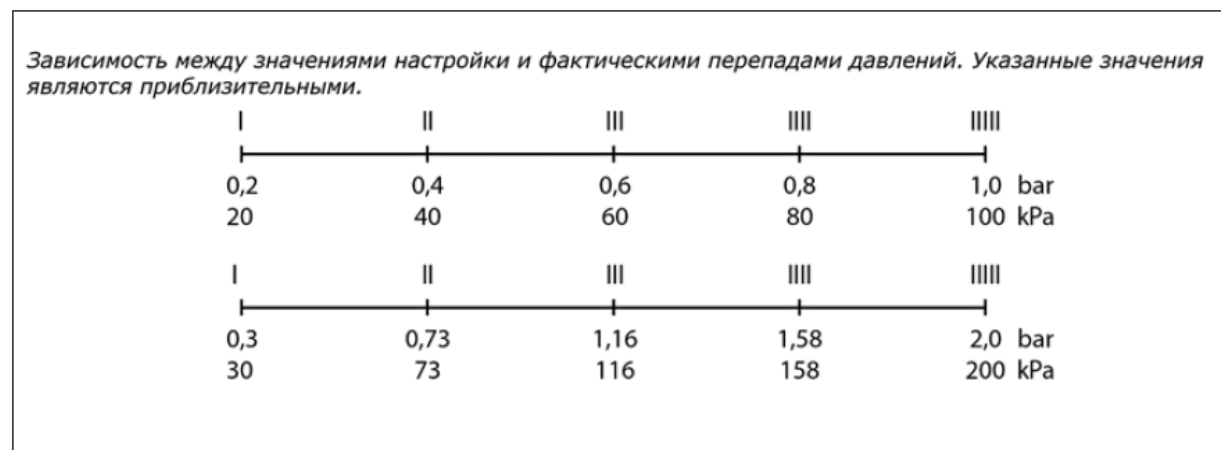 Зависимость между значениями настройки и фактическими перепадами давлений. Указанные значения
являются приблизительными.
I II III IIII IIIII
0,2 0,4 0,6 0,8 1,0 bar
20 40 60 80 100 kPa
I II III IIII IIIII
0,3 0,73 1,16 1,58 2,0 bar
30 73 116 158 200 kPa